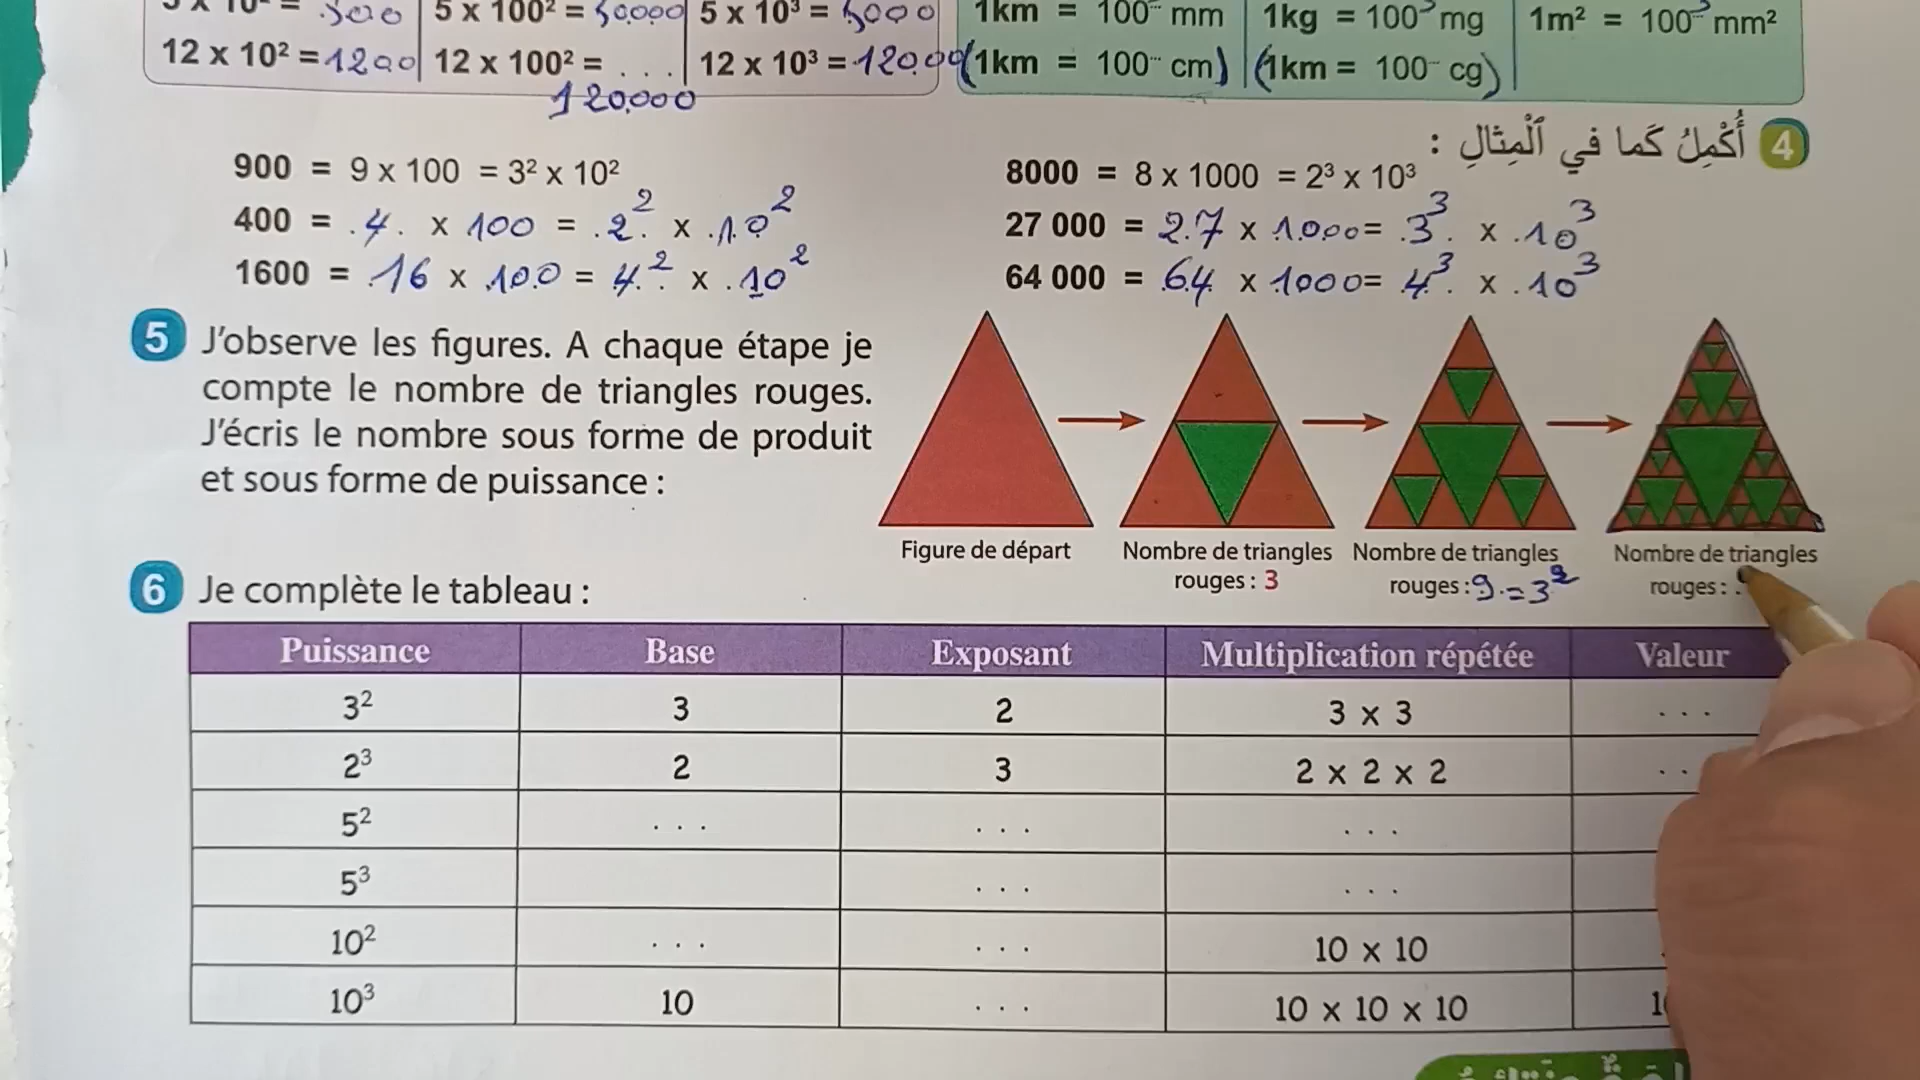 5 x 100² = 50.000
5 x 10³ = 5000
1km = 100 mm
1kg = 100 mg
1m² = 100 mm²
12 x 10² = 1200
12 x 100² = . . .
120.000
12 x 10³ = 12000
(1km = 100 cm)
(1km = 100 cg)
4 أُكْمِلُ كَما في ٱلْمِثالِ :
900 = 9 x 100 = 3² x 10²
400 = 4 x 100 = 2² x 10²
1600 = 16 x 100 = 4² x 10²
8000 = 8 x 1000 = 2³ x 10³
27 000 = 27 x 1000 = 3³ x 10³
64 000 = 64 x 1000 = 4³ x 10³
5 J'observe les figures. A chaque étape je
compte le nombre de triangles rouges.
J'écris le nombre sous forme de produit
et sous forme de puissance :
Figure de départ
Nombre de triangles
rouges : 3
Nombre de triangles
rouges : 9 = 3²
Nombre de triangles
rouges : .
6 Je complète le tableau :
Puissance Base Exposant Multiplication répétée Valeur
3² 3 2 3 x 3 . . .
2³ 2 3 2 x 2 x 2 . .
5² . . . . . . . . .
5³ . . . . . .
10² . . . . . . 10 x 10
10³ 10 . . . 10 x 10 x 10